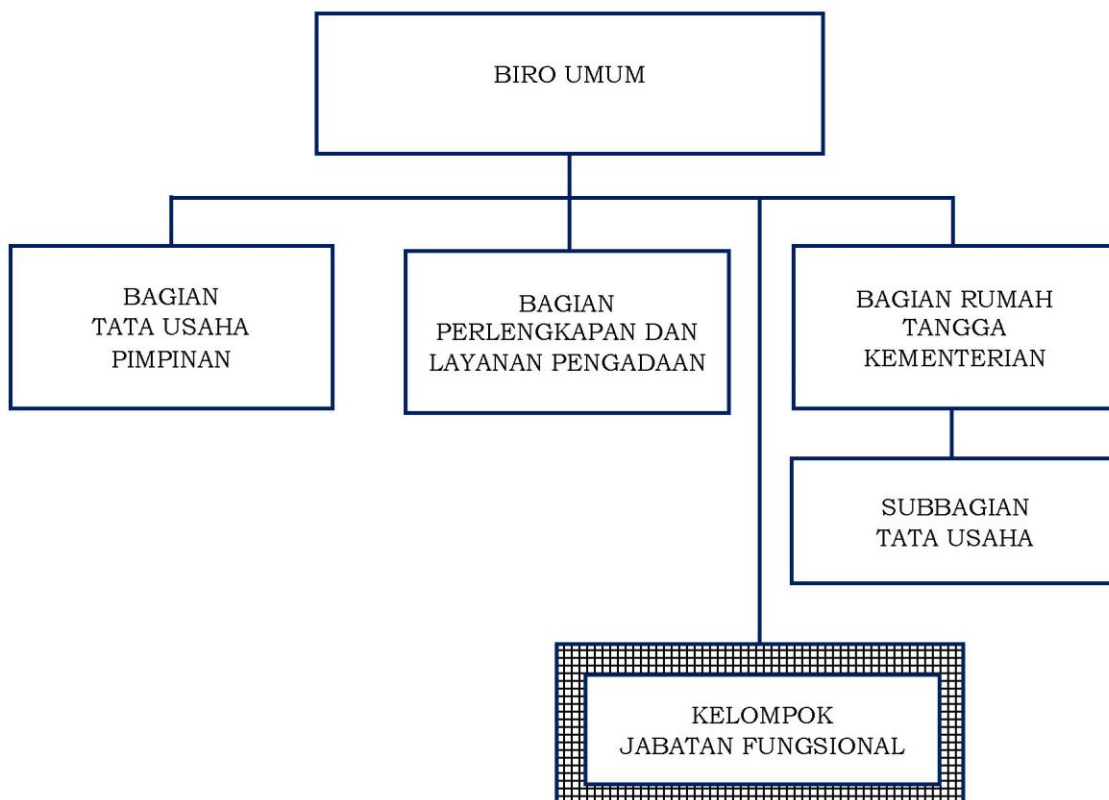 BIRO UMUM
BAGIAN
TATA USAHA
PIMPINAN
BAGIAN
PERLENGKAPAN DAN
LAYANAN PENGADAAN
BAGIAN RUMAH
TANGGA
KEMENTERIAN
SUBBAGIAN
TATA USAHA
KELOMPOK
JABATAN FUNGSIONAL